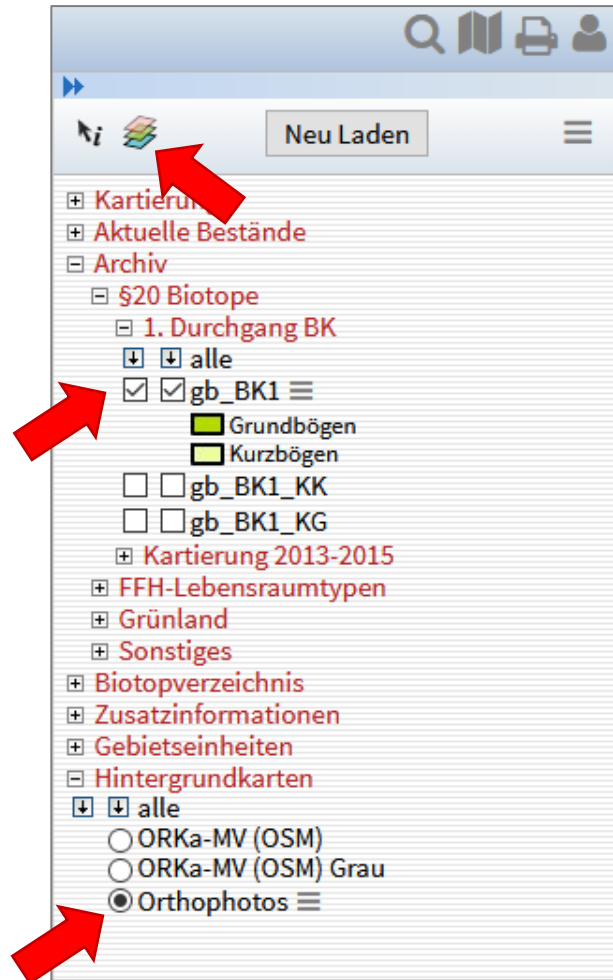 i
Neu Laden
Kartierun
Aktuelle Bestände
Archiv
§20 Biotope
1. Durchgang BK
alle
gb_BK1
Grundbögen
Kurzbögen
gb_BK1_KK
gb_BK1_KG
Kartierung 2013-2015
FFH-Lebensraumtypen
Grünland
Sonstiges
Biotopverzeichnis
Zusatzinformationen
Gebietseinheiten
Hintergrundkarten
alle
ORKa-MV (OSM)
ORKa-MV (OSM) Grau
Orthophotos